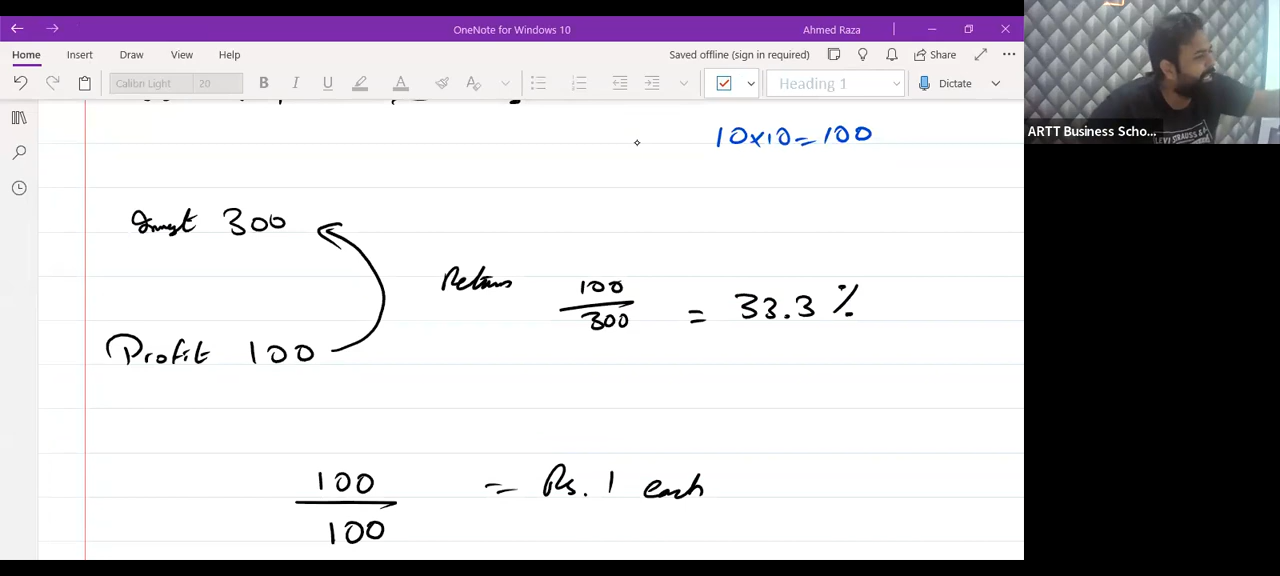 OneNote for Windows 10
Ahmed Raza
Home Insert Draw View Help
Saved offline (sign in required)
Share
Calibri Light 20 B I U A Heading 1 Dictate
10x10=100
ARTT Business Scho...
Invest 300
Return 100/300 = 33.3 %
Profit 100
100/100 = Rs. 1 each